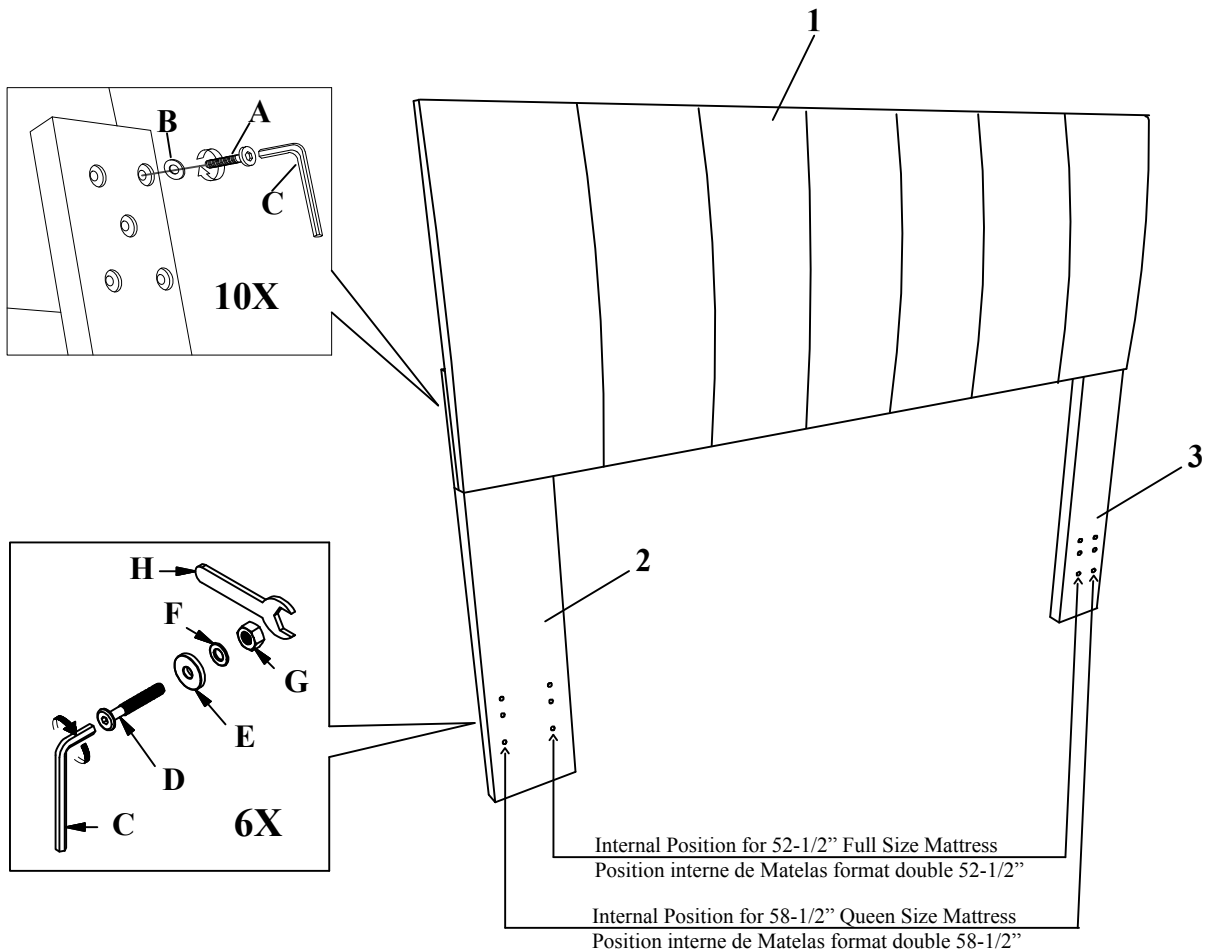 1
B
A
C
10X
3
2
H
F
G
E
D
C
6X
Internal Position for 52-1/2” Full Size Mattress
Position interne de Matelas format double 52-1/2”
Internal Position for 58-1/2” Queen Size Mattress
Position interne de Matelas format double 58-1/2”